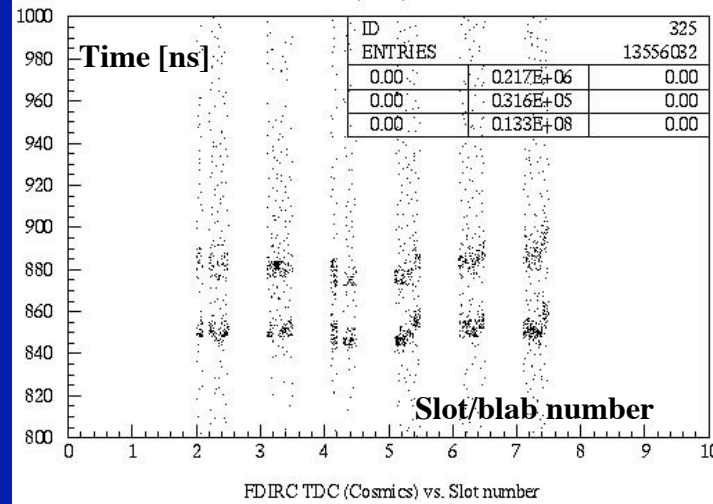 1000
980
960
940
920
900
880
860
840
820
800
Time [ns]
ID 325
ENTRIES 13556032
0.00 0.217E+06 0.00
0.00 0.316E+05 0.00
0.00 0.133E+08 0.00
Slot/blab number
0 1 2 3 4 5 6 7 8 9 10
FDIRC TDC (Cosmics) vs. Slot number